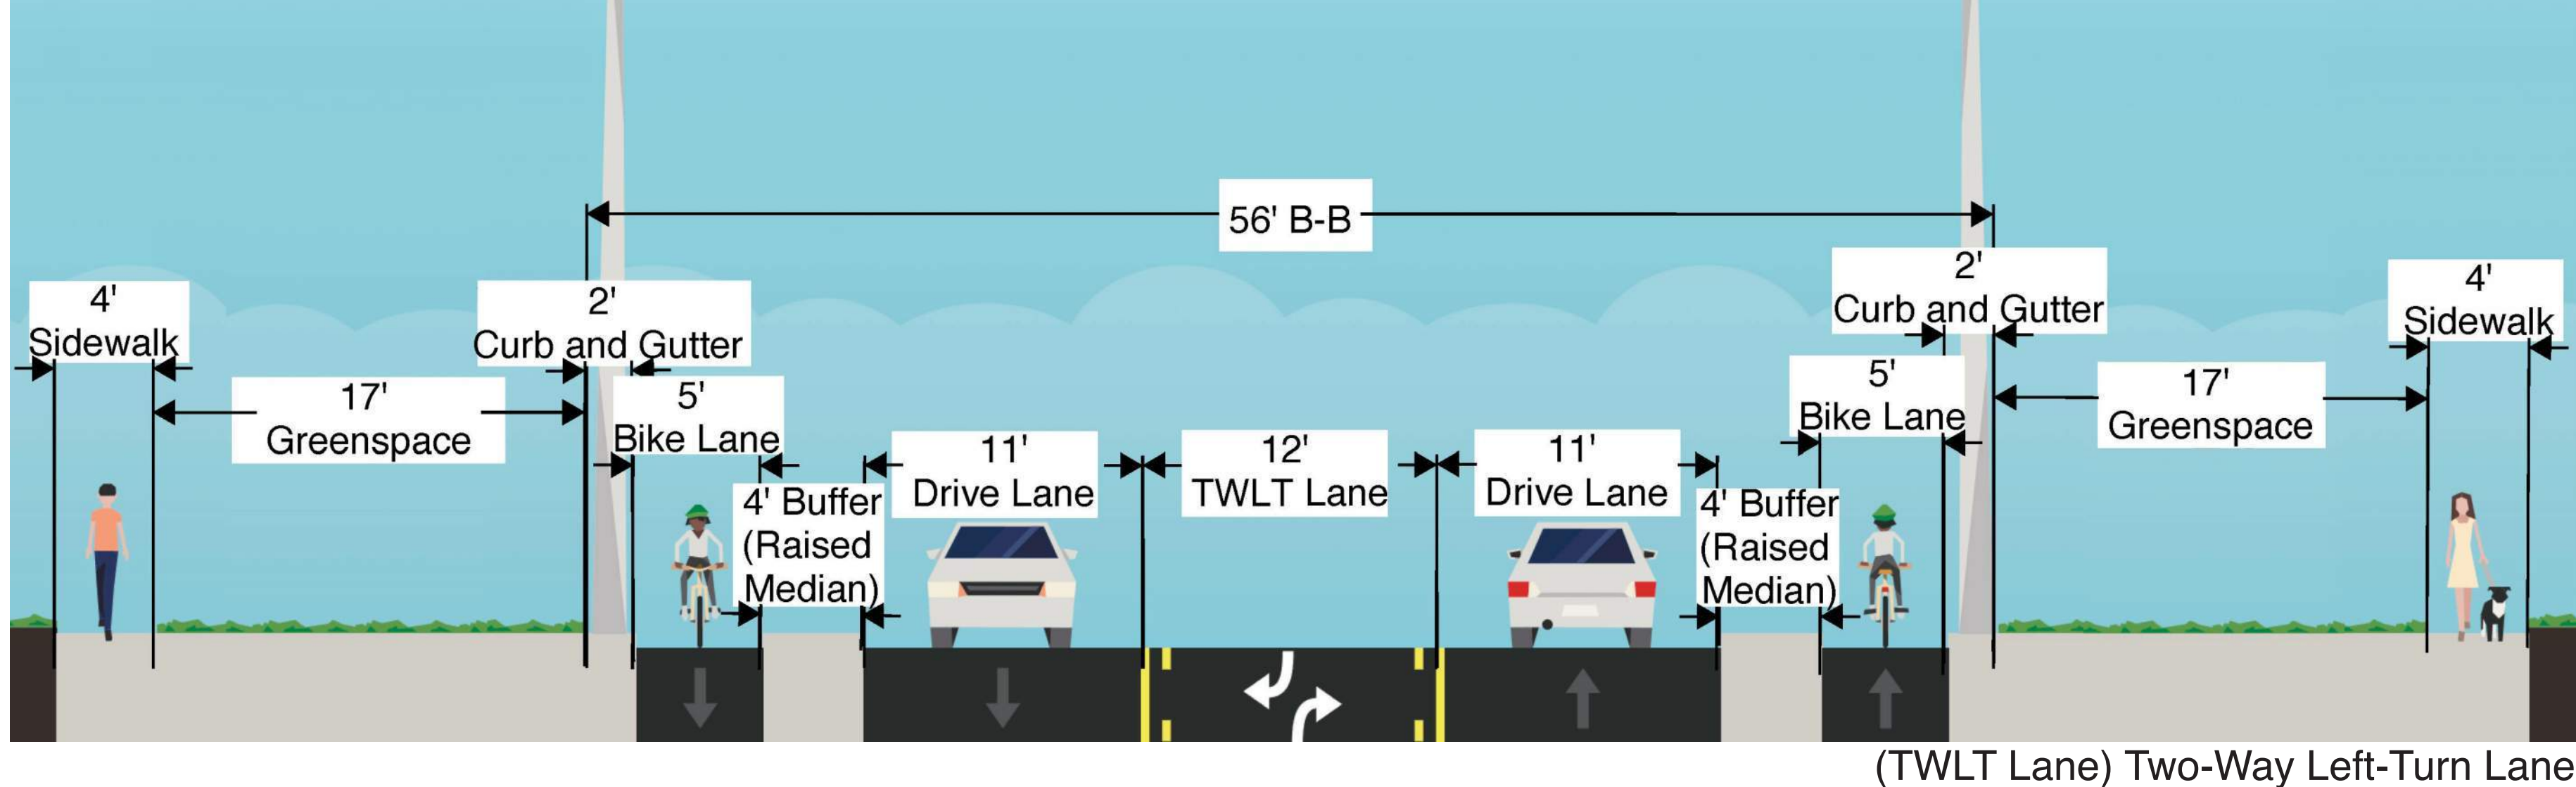 56' B-B
4'
Sidewalk
17'
Greenspace
2'
Curb and Gutter
5'
Bike Lane
4' Buffer
(Raised
Median)
11'
Drive Lane
12'
TWLT Lane
11'
Drive Lane
4' Buffer
(Raised
Median)
5'
Bike Lane
2'
Curb and Gutter
17'
Greenspace
4'
Sidewalk
(TWLT Lane) Two-Way Left-Turn Lane